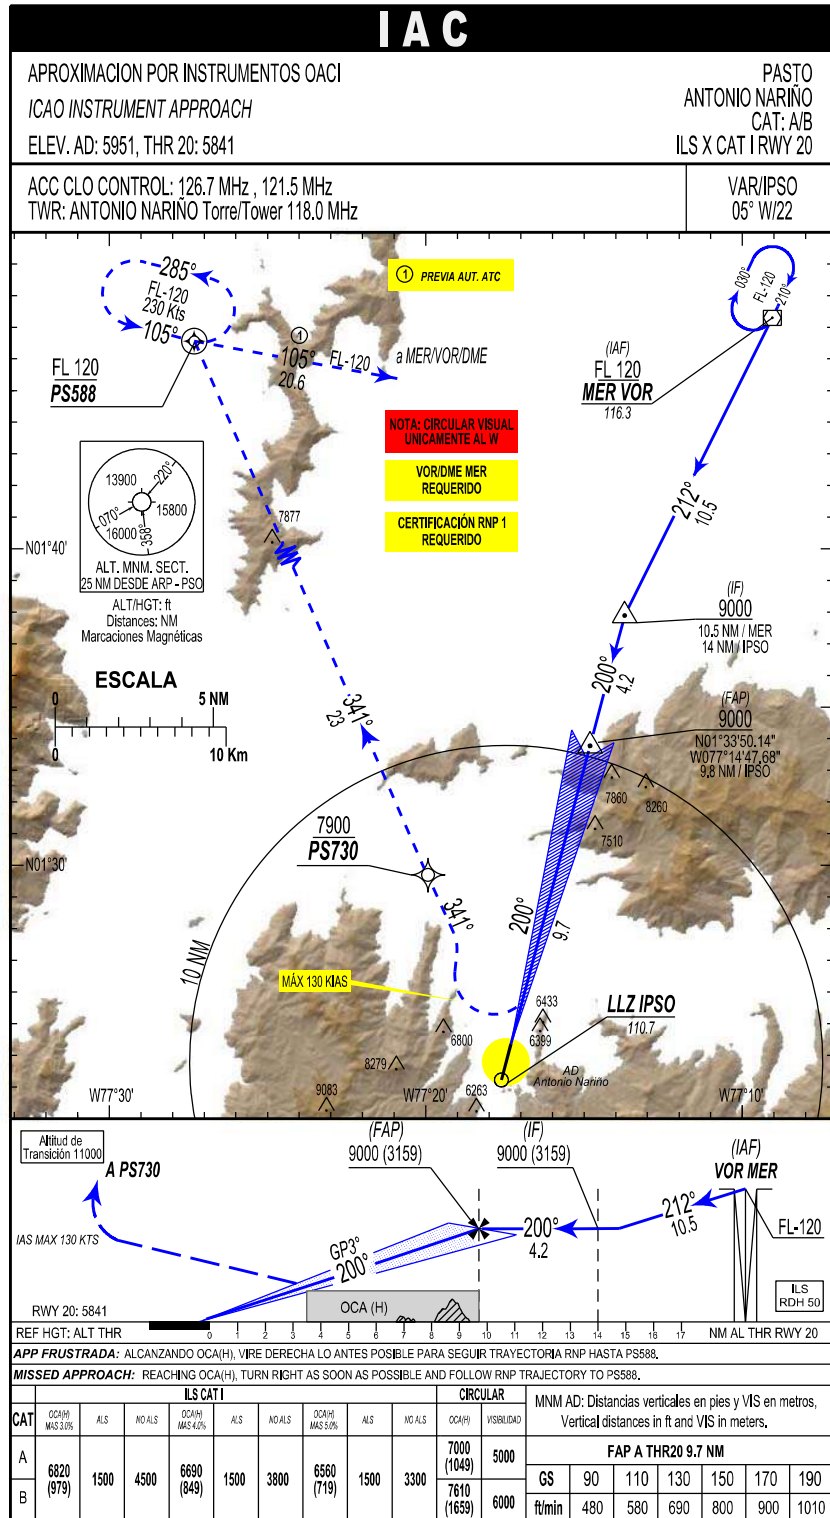 IAC
APROXIMACION POR INSTRUMENTOS OACI
ICAO INSTRUMENT APPROACH
ELEV. AD: 5951, THR 20: 5841
PASTO
ANTONIO NARIÑO
CAT: A/B
ILS X CAT I RWY 20
ACC CLO CONTROL: 126.7 MHz , 121.5 MHz
TWR: ANTONIO NARIÑO Torre/Tower 118.0 MHz
VAR/IPSO
05° W/22
285°
FL-120
230 Kts
105°
FL 120
PS588
1 PREVIA AUT. ATC
1
105°
20.6
FL-120
a MER/VOR/DME
030°
FL-120
210°
(IAF)
FL 120
MER VOR
116.3
NOTA: CIRCULAR VISUAL
UNICAMENTE AL W
VOR/DME MER
REQUERIDO
CERTIFICACIÓN RNP 1
REQUERIDO
13900
220°
15800
070°
16000
358°
ALT. MNM. SECT.
25 NM DESDE ARP - PSO
ALT/HGT: ft
Distances: NM
Marcaciones Magnéticas
7877
N01°40'
212°
10.5
(IF)
9000
10.5 NM / MER
14 NM / IPSO
200°
4.2
ESCALA
0
5 NM
0
10 Km
341°
23
(FAP)
9000
N01°33'50.14"
W077°14'47.68"
9.8 NM / IPSO
7860
8260
7510
7900
PS730
N01°30'
341°
200°
9.7
10 NM
MÁX 130 KIAS
LLZ IPSO
110.7
6433
6399
6800
8279
AD
Antonio Nariño
9083
6263
W77°30'
W77°20'
W77°10'
Altitud de
Transición 11000
A PS730
(FAP)
9000 (3159)
(IF)
9000 (3159)
(IAF)
VOR MER
212°
10.5
FL-120
IAS MAX 130 KTS
GP3°
200°
200°
4.2
ILS
RDH 50
OCA (H)
RWY 20: 5841
REF HGT: ALT THR
0 1 2 3 4 5 6 7 8 9 10 11 12 13 14 15 16 17
NM AL THR RWY 20
APP FRUSTRADA: ALCANZANDO OCA(H), VIRE DERECHA LO ANTES POSIBLE PARA SEGUIR TRAYECTORIA RNP HASTA PS588.
MISSED APPROACH: REACHING OCA(H), TURN RIGHT AS SOON AS POSSIBLE AND FOLLOW RNP TRAJECTORY TO PS588.
ILS CAT I
CIRCULAR
CAT
OCA(H) MAS 3.0%
ALS
NO ALS
OCA(H) MAS 4.0%
ALS
NO ALS
OCA(H) MAS 5.0%
ALS
NO ALS
OCA(H)
VISIBILIDAD
A
B
6820 (979)
1500
4500
6690 (849)
1500
3800
6560 (719)
1500
3300
7000 (1049)
5000
7610 (1659)
6000
MNM AD: Distancias verticales en pies y VIS en metros,
Vertical distances in ft and VIS in meters.
FAP A THR20 9.7 NM
GS 90 110 130 150 170 190
ft/min 480 580 690 800 900 1010